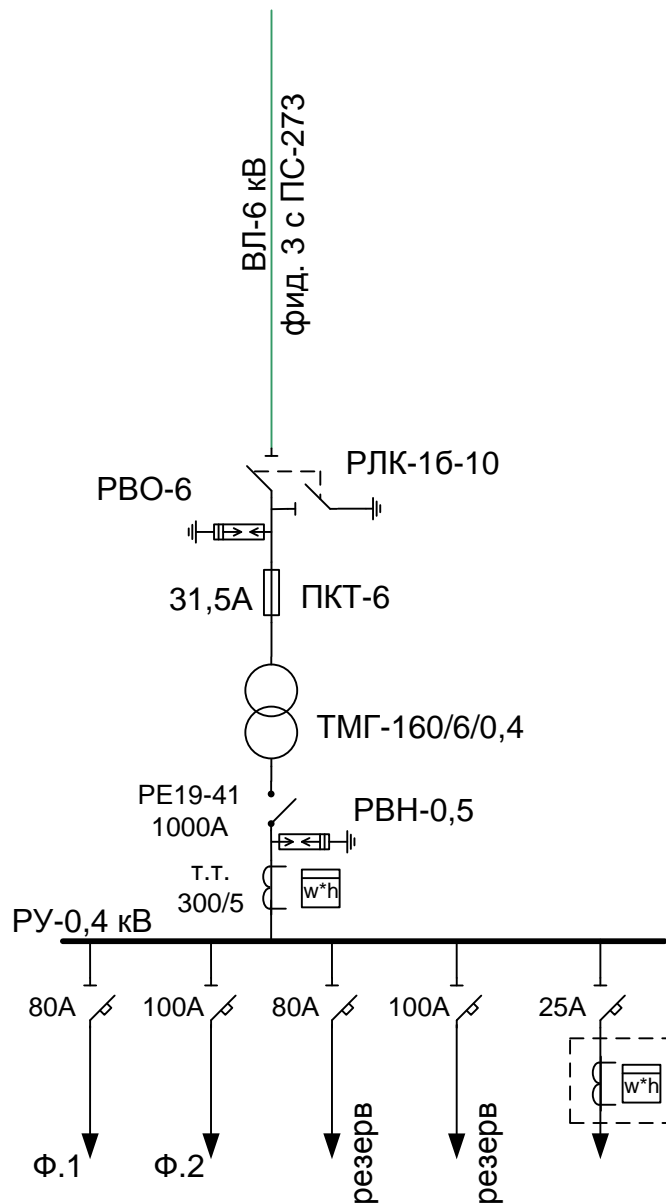 ВЛ-6 кВ
фид. 3 с ПС-273
РЛК-1б-10
РВО-6
31,5А
ПКТ-6
ТМГ-160/6/0,4
РЕ19-41
1000А
РВН-0,5
т.т.
300/5
w*h
РУ-0,4 кВ
80А
100А
80А
100А
25А
w*h
Ф.1
Ф.2
резерв
резерв